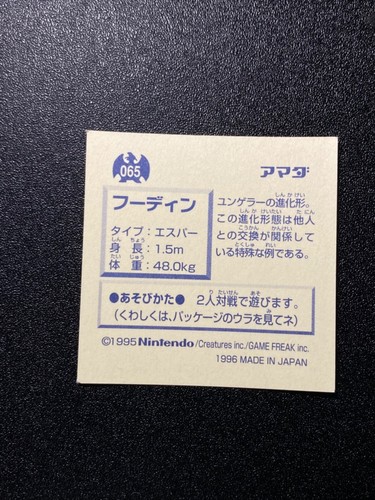 065
アマダ
フーディン
タイプ：エスパー
身長：1.5m
体重：48.0kg
ユンゲラーの進化形。
この進化形態は他人
との交換が関係して
いる特殊な例である。
●あそびかた● 2人対戦で遊びます。
（くわしくは、パッケージのウラを見てネ）
©1995 Nintendo/Creatures inc./GAME FREAK inc.
1996 MADE IN JAPAN